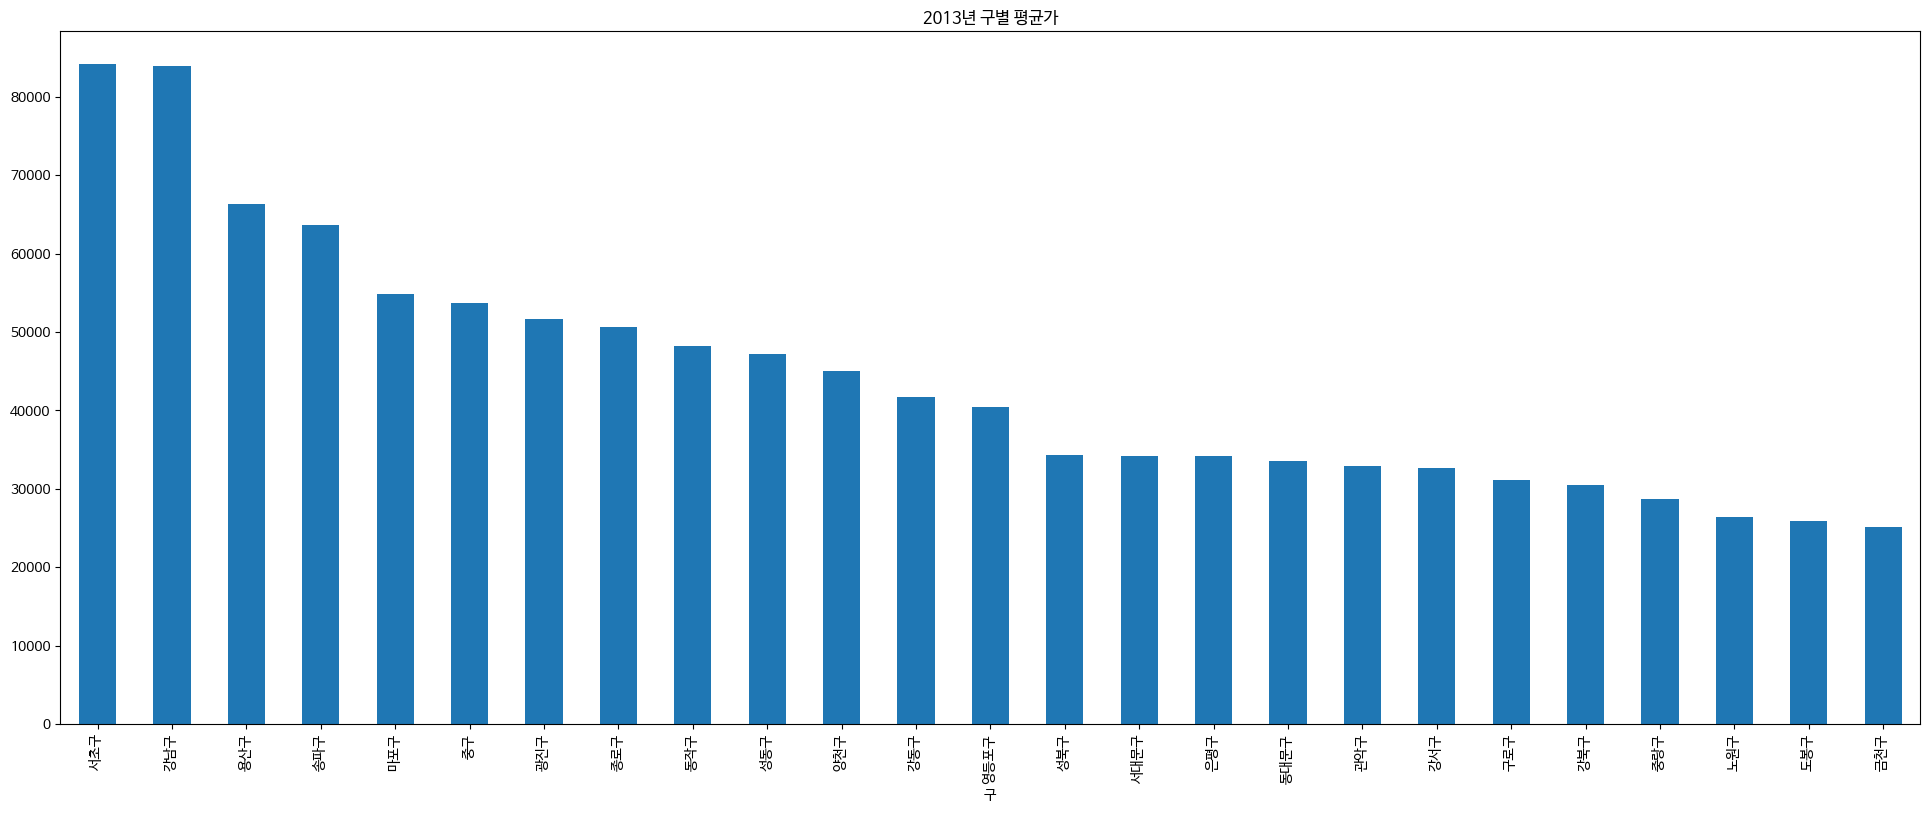 2013년 구별 평균가
80000
70000
60000
50000
40000
30000
20000
10000
0
서초구
강남구
용산구
송파구
마포구
중구
광진구
종로구
동작구
성동구
양천구
강동구
영등포구
성북구
서대문구
은평구
동대문구
관악구
강서구
구로구
강북구
중랑구
노원구
도봉구
금천구
구